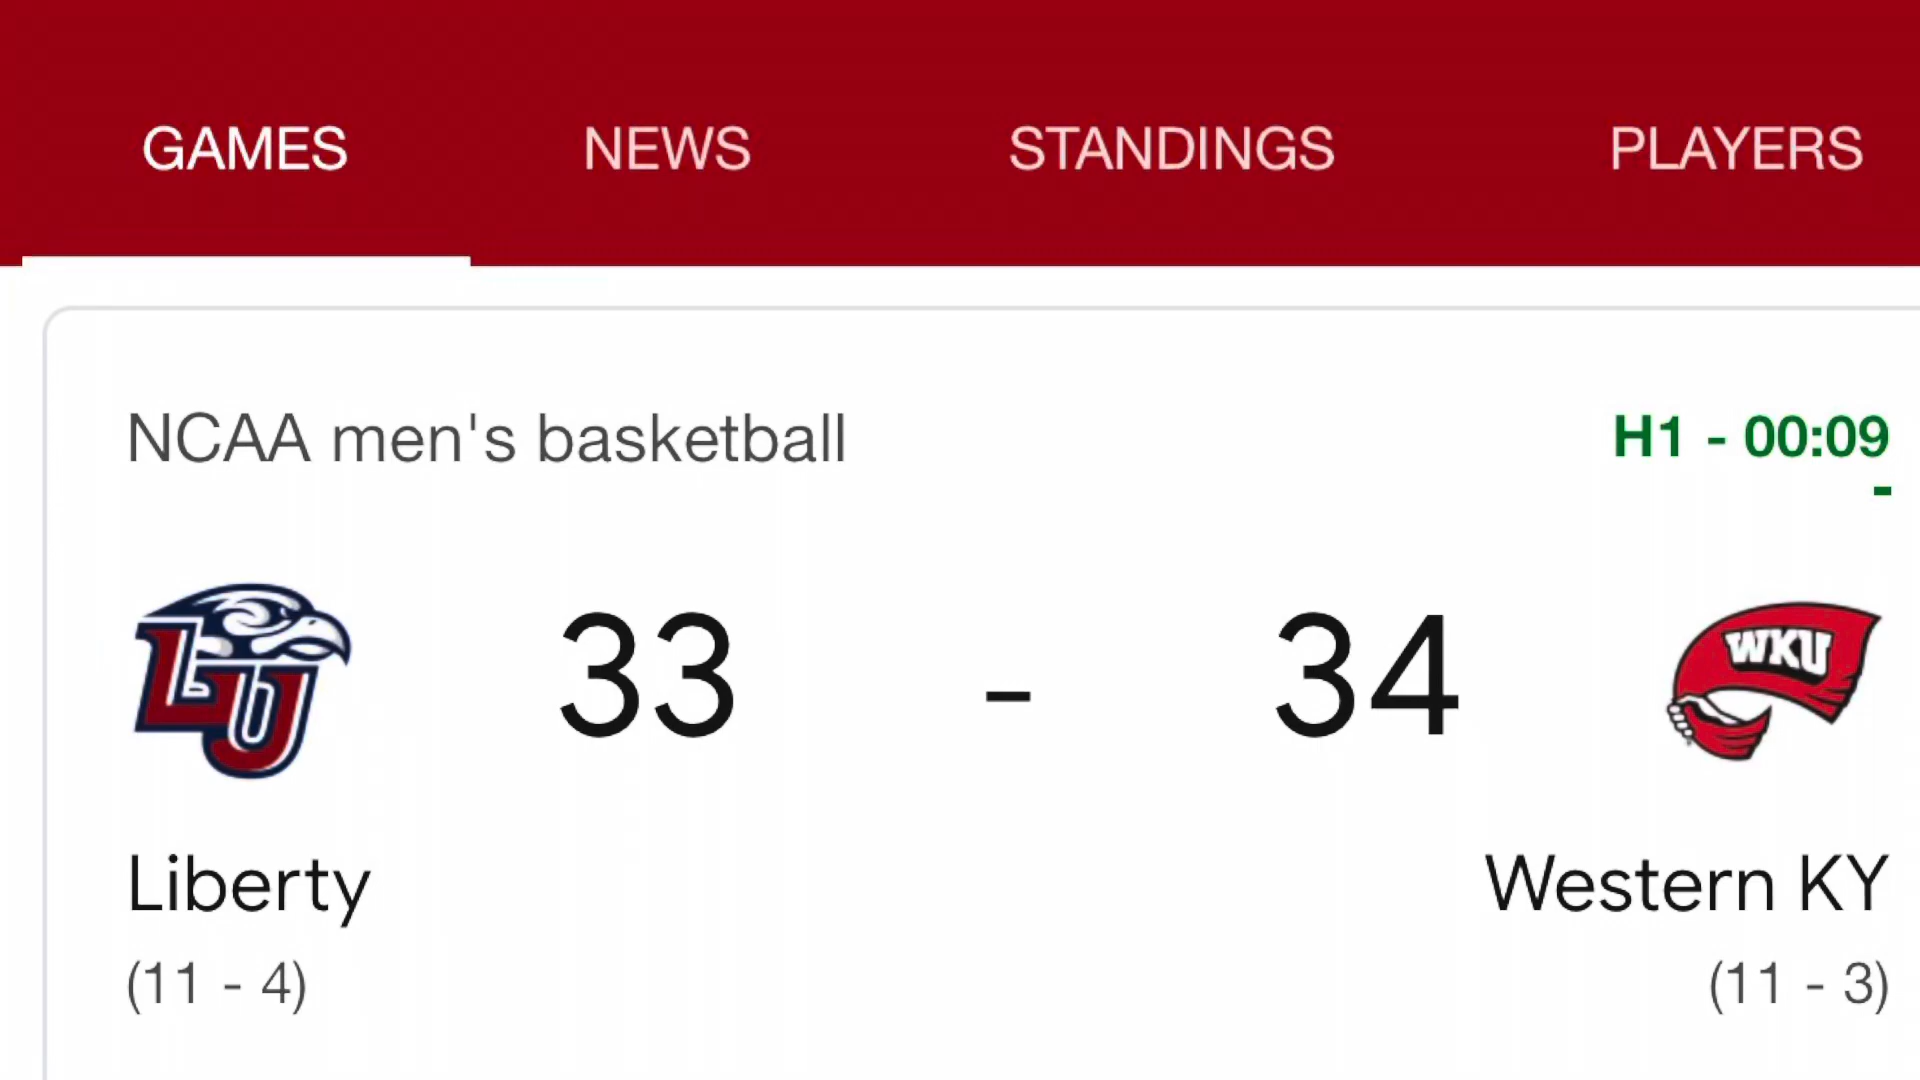 GAMES NEWS STANDINGS PLAYERS
NCAA men's basketball H1 - 00:09
-
LU 33 - 34 WKU
Liberty Western KY
(11 - 4) (11 - 3)